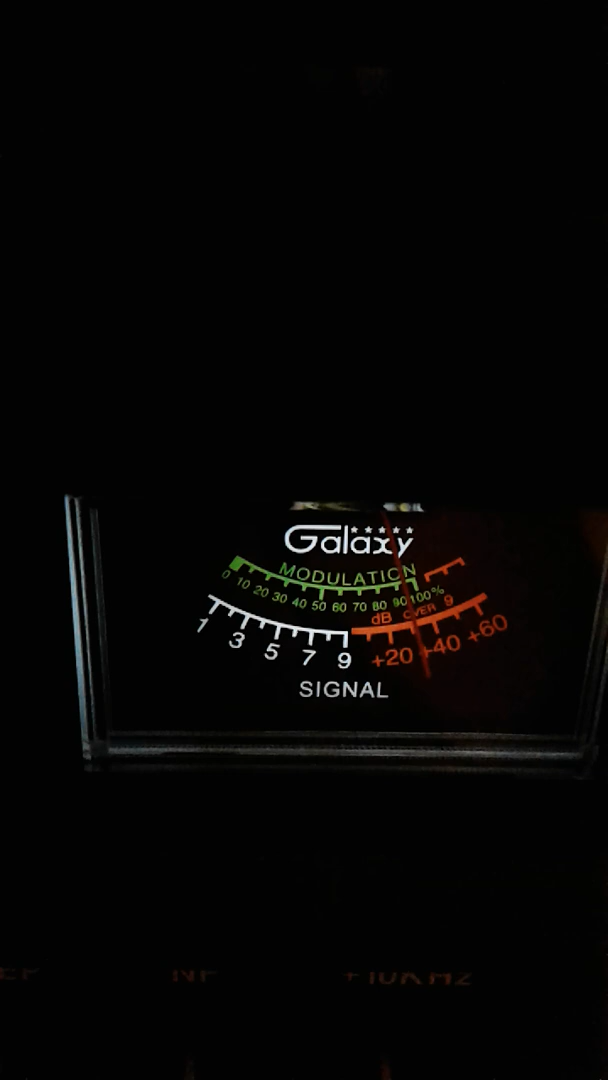 Galaxy
MODULATION
0 10 20 30 40 50 60 70 80 90 100%
dB OVER 9
1 3 5 7 9 +20 +40 +60
SIGNAL
+10KHz